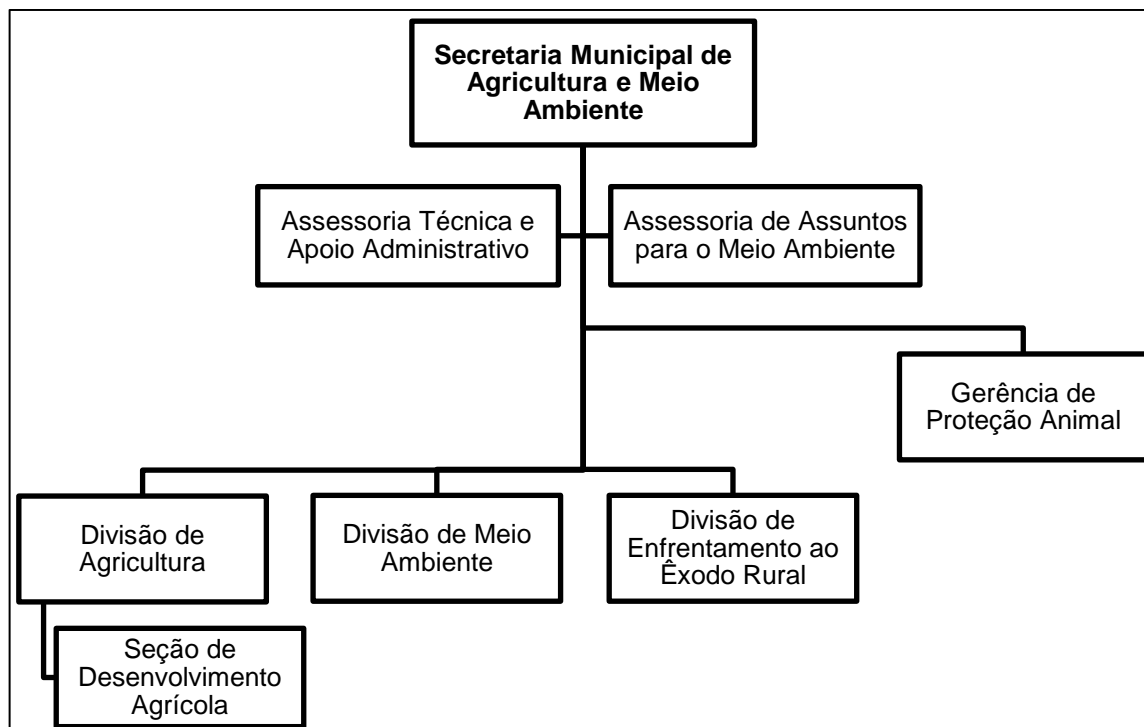 Secretaria Municipal de
Agricultura e Meio
Ambiente
Assessoria Técnica e
Apoio Administrativo
Assessoria de Assuntos
para o Meio Ambiente
Gerência de
Proteção Animal
Divisão de
Agricultura
Divisão de Meio
Ambiente
Divisão de
Enfrentamento ao
Êxodo Rural
Seção de
Desenvolvimento
Agrícola